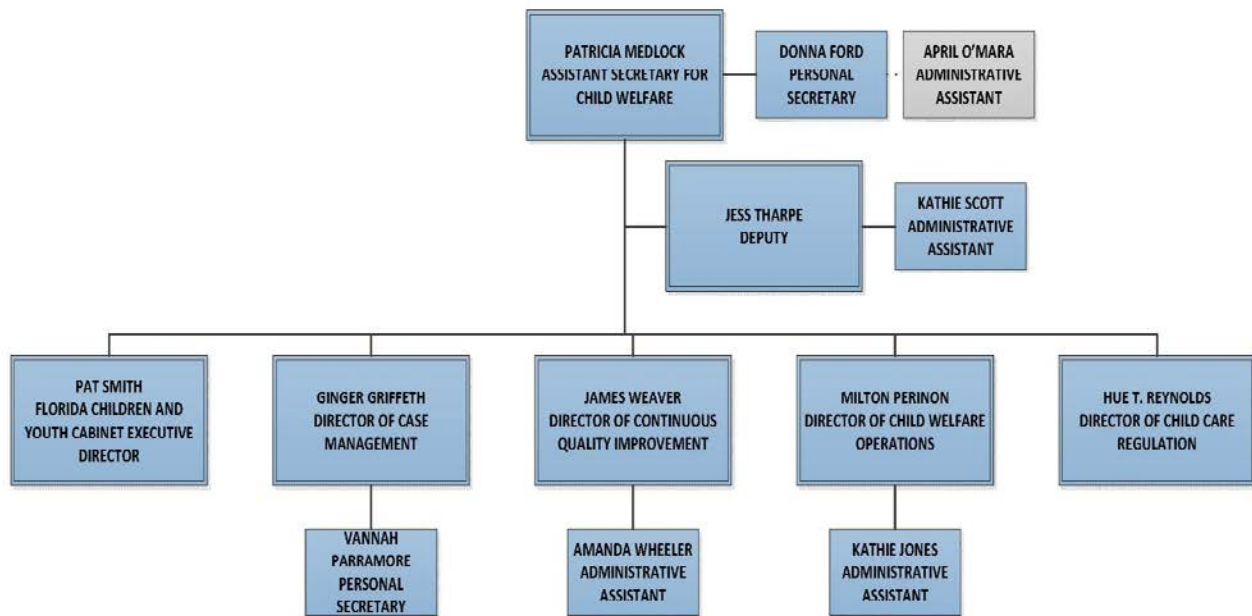 PATRICIA MEDLOCK
ASSISTANT SECRETARY FOR
CHILD WELFARE
DONNA FORD
PERSONAL
SECRETARY
APRIL O'MARA
ADMINISTRATIVE
ASSISTANT
JESS THARPE
DEPUTY
KATHIE SCOTT
ADMINISTRATIVE
ASSISTANT
PAT SMITH
FLORIDA CHILDREN AND
YOUTH CABINET EXECUTIVE
DIRECTOR
GINGER GRIFFETH
DIRECTOR OF CASE
MANAGEMENT
JAMES WEAVER
DIRECTOR OF CONTINUOUS
QUALITY IMPROVEMENT
MILTON PERINON
DIRECTOR OF CHILD WELFARE
OPERATIONS
HUE T. REYNOLDS
DIRECTOR OF CHILD CARE
REGULATION
VANNAH
PARRAMORE
PERSONAL
SECRETARY
AMANDA WHEELER
ADMINISTRATIVE
ASSISTANT
KATHIE JONES
ADMINISTRATIVE
ASSISTANT